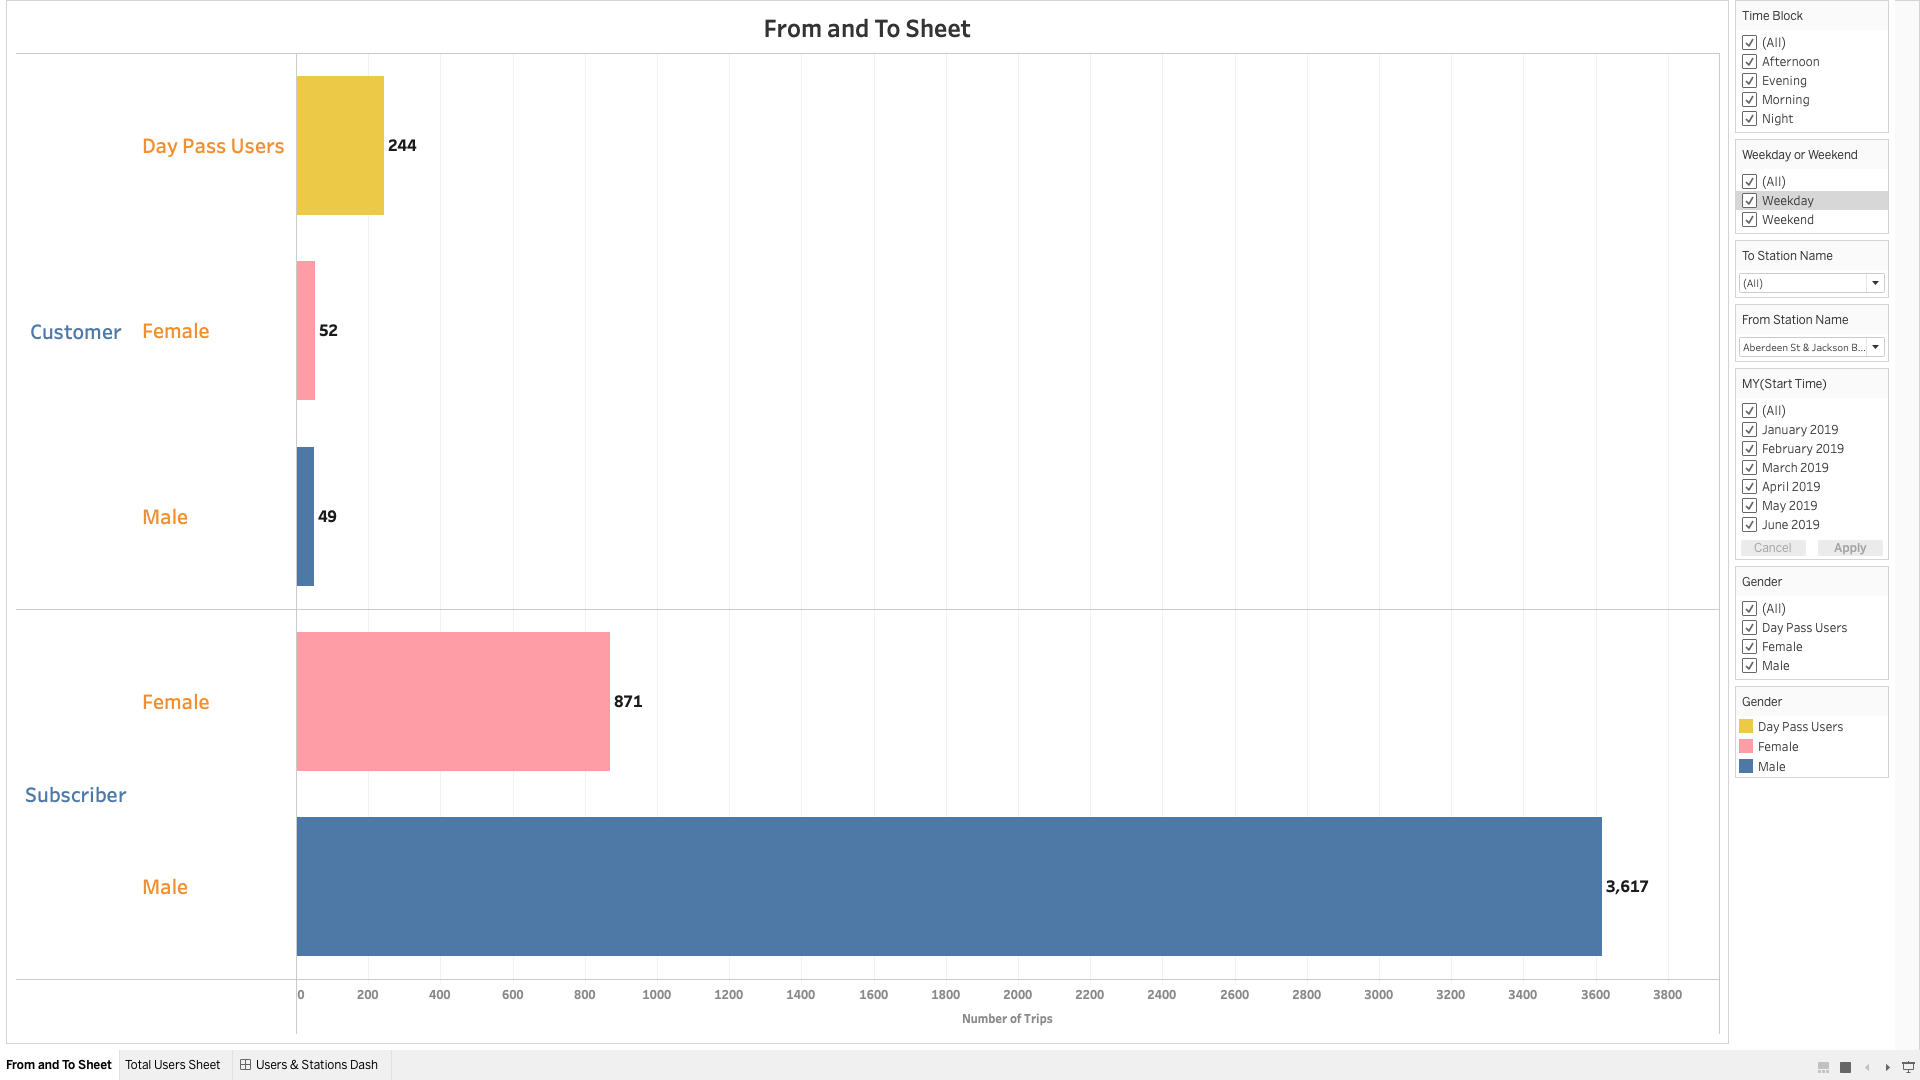 From and To Sheet
Customer
Day Pass Users
244
Female
52
Male
49
Subscriber
Female
871
Male
3,617
0 200 400 600 800 1000 1200 1400 1600 1800 2000 2200 2400 2600 2800 3000 3200 3400 3600 3800
Number of Trips
Time Block
(All)
Afternoon
Evening
Morning
Night
Weekday or Weekend
(All)
Weekday
Weekend
To Station Name
(All)
From Station Name
Aberdeen St & Jackson B...
MY(Start Time)
(All)
January 2019
February 2019
March 2019
April 2019
May 2019
June 2019
Cancel Apply
Gender
(All)
Day Pass Users
Female
Male
Gender
Day Pass Users
Female
Male
From and To Sheet Total Users Sheet Users & Stations Dash